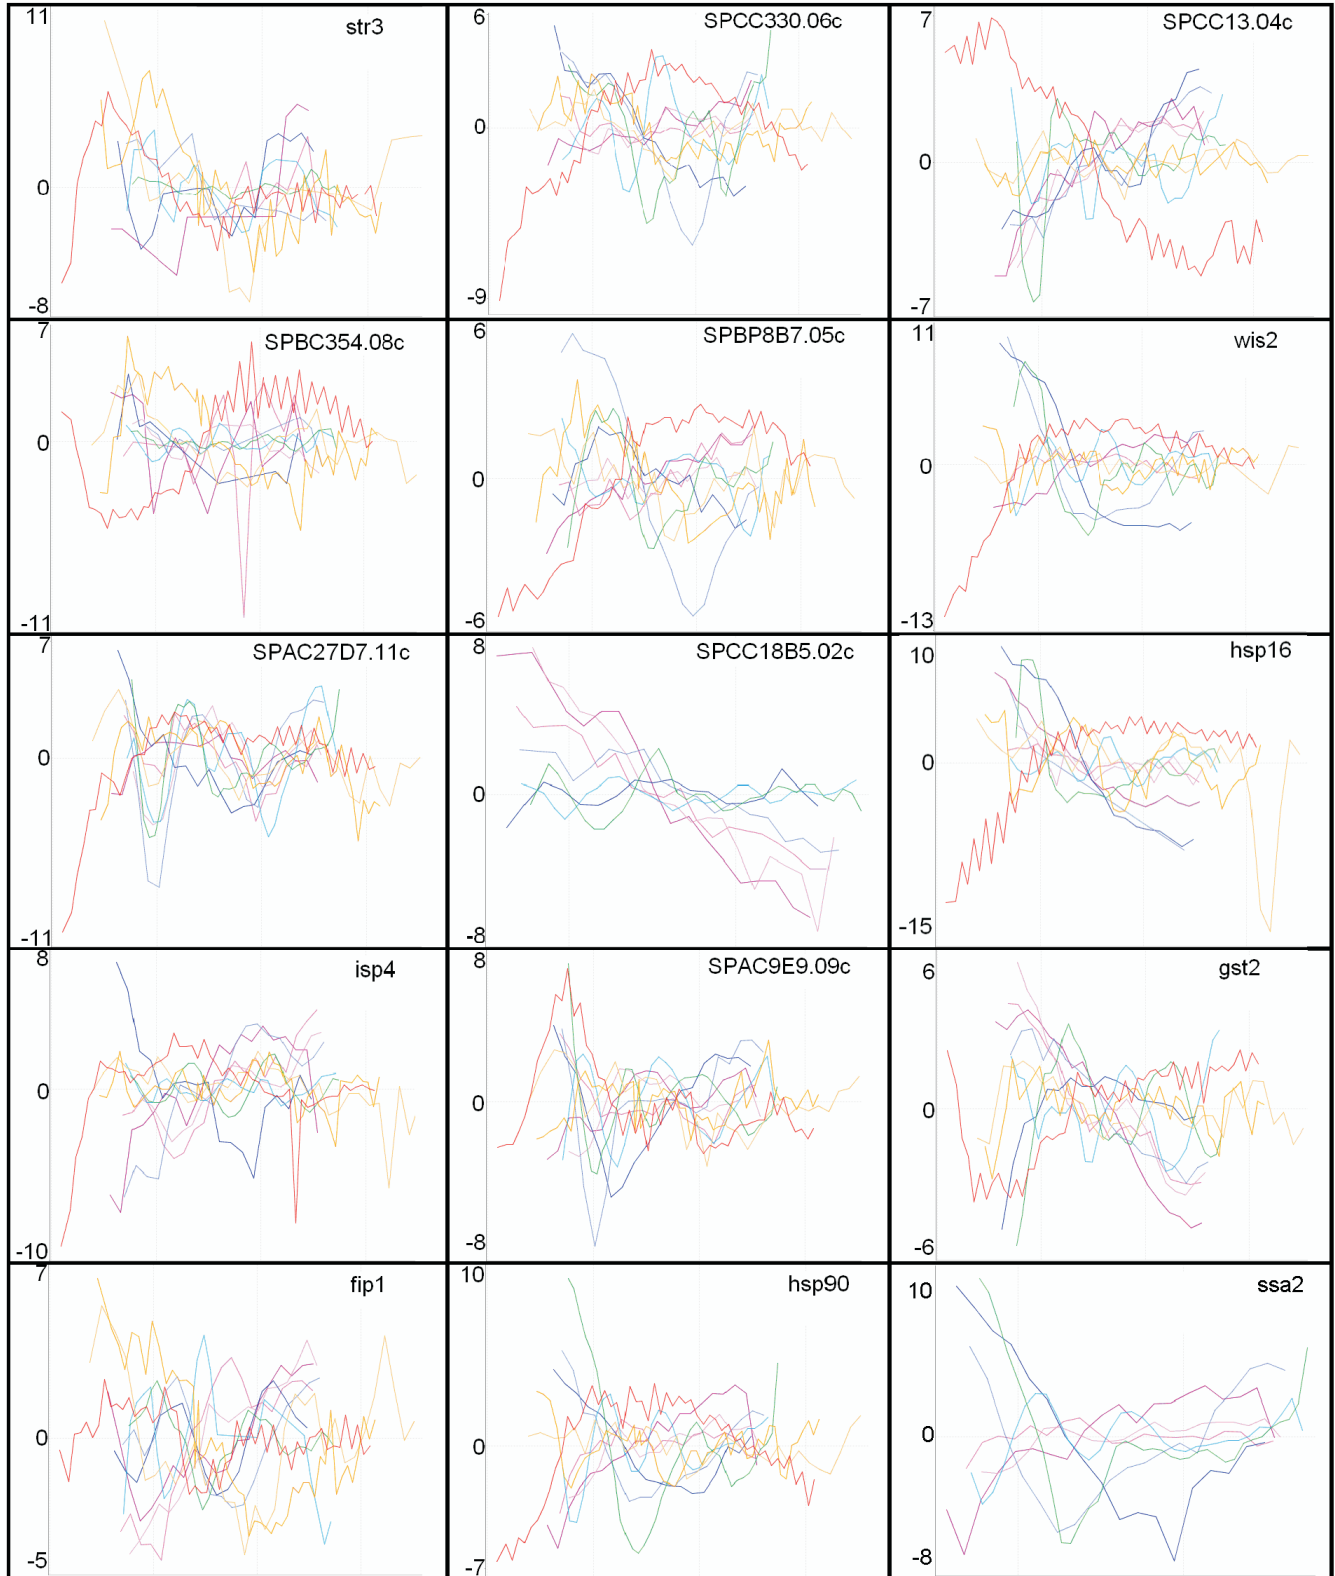 11 str3
0
-8
6 SPCC330.06c
0
-9
7 SPCC13.04c
0
-7
7 SPBC354.08c
0
-11
6 SPBP8B7.05c
0
-6
11 wis2
0
-13
7 SPAC27D7.11c
0
-11
8 SPCC18B5.02c
0
-8
10 hsp16
0
-15
8 isp4
0
-10
8 SPAC9E9.09c
0
-8
6 gst2
0
-6
7 fip1
0
-5
10 hsp90
0
-7
10 ssa2
0
-8